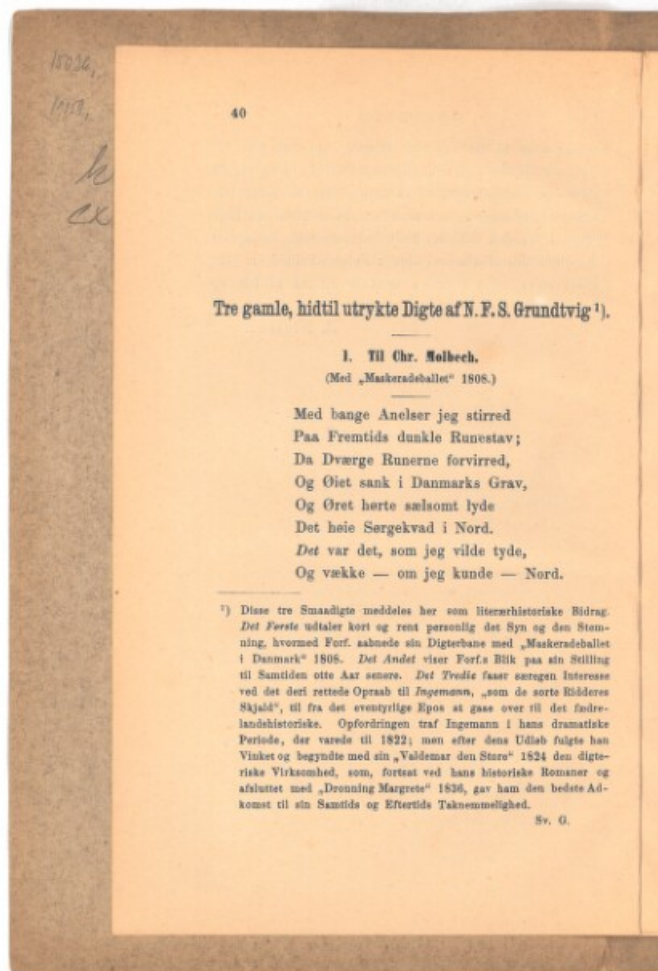 40
Tre gamle, hidtil utrykte Digte af N. F. S. Grundtvig ¹).
1. Til Chr. Molbech.
(Med „Maskeradeballet“ 1808.)
Med bange Anelser jeg stirred
Paa Fremtids dunkle Runestav;
Da Dværge Runerne forvirred,
Og Øiet sank i Danmarks Grav,
Og Øret hørte sælsomt lyde
Det høie Sørgekvad i Nord.
Det var det, som jeg vilde tyde,
Og vække — om jeg kunde — Nord.
¹) Disse tre Smaadigte meddeles her som literærhistoriske Bidrag.
Det Første udtaler kort og rent personlig det Syn og den Stem-
ning, hvormed Forf. aabnede sin Digterbane med „Maskeradeballet
i Danmark“ 1808. Det Andet viser Forf.s Blik paa sin Stilling
til Samtiden otte Aar senere. Det Tredie faaer særegen Interesse
ved det deri rettede Opraab til Ingemann, „som de sorte Ridderes
Skjald“, til fra det eventyrlige Epos at gaae over til det fædre-
landshistoriske. Opfordringen traf Ingemann i hans dramatiske
Periode, der varede til 1822; men efter dens Udløb fulgte han
Vinket og begyndte med sin „Valdemar den Store“ 1824 den digte-
riske Virksomhed, som, fortsat ved hans historiske Romaner og
afsluttet med „Dronning Margrete“ 1836, gav ham den bedste Ad-
komst til sin Samtids og Eftertids Taknemmelighed.
Sv. G.